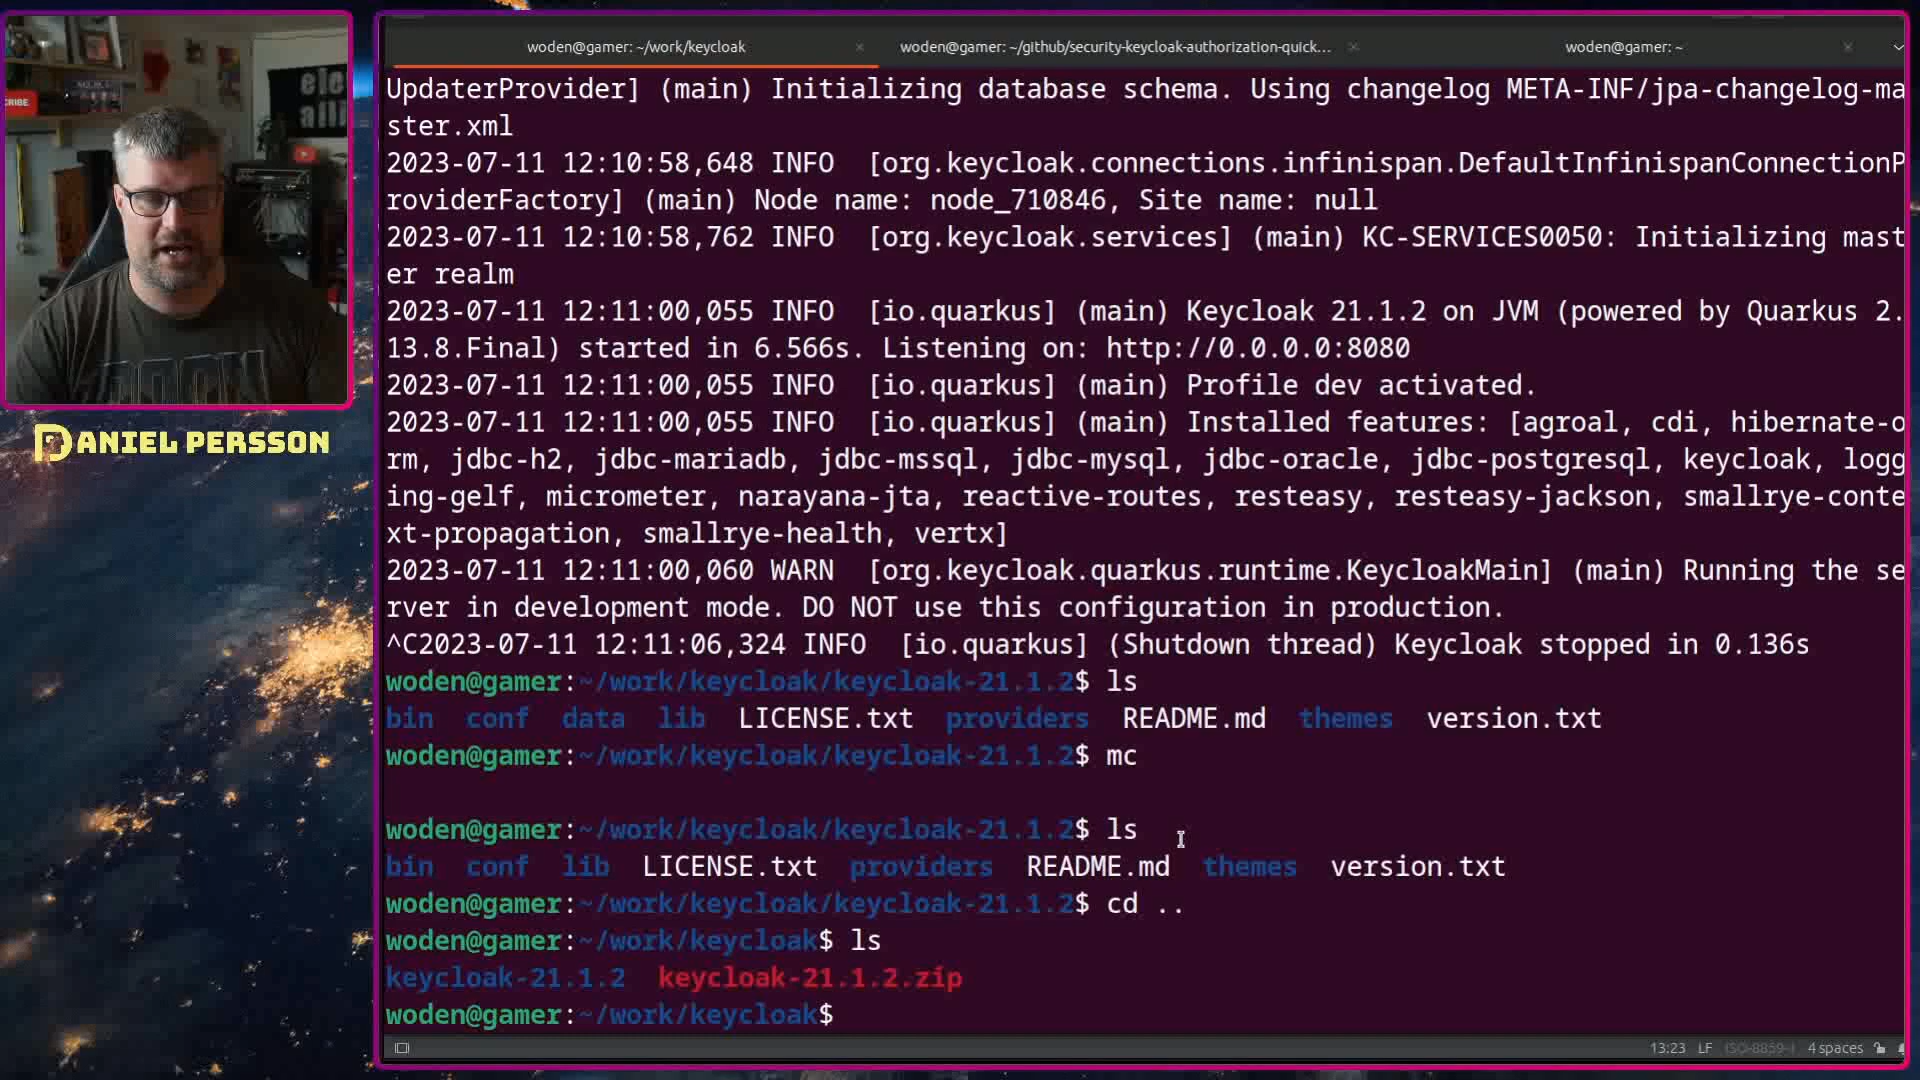 woden@gamer: ~/work/keycloak
woden@gamer: ~/github/security-keycloak-authorization-quick...
woden@gamer: ~
UpdaterProvider] (main) Initializing database schema. Using changelog META-INF/jpa-changelog-ma
ster.xml
2023-07-11 12:10:58,648 INFO  [org.keycloak.connections.infinispan.DefaultInfinispanConnectionP
roviderFactory] (main) Node name: node_710846, Site name: null
2023-07-11 12:10:58,762 INFO  [org.keycloak.services] (main) KC-SERVICES0050: Initializing mast
er realm
2023-07-11 12:11:00,055 INFO  [io.quarkus] (main) Keycloak 21.1.2 on JVM (powered by Quarkus 2.
13.8.Final) started in 6.566s. Listening on: http://0.0.0.0:8080
2023-07-11 12:11:00,055 INFO  [io.quarkus] (main) Profile dev activated.
2023-07-11 12:11:00,055 INFO  [io.quarkus] (main) Installed features: [agroal, cdi, hibernate-o
rm, jdbc-h2, jdbc-mariadb, jdbc-mssql, jdbc-mysql, jdbc-oracle, jdbc-postgresql, keycloak, logg
ing-gelf, micrometer, narayana-jta, reactive-routes, resteasy, resteasy-jackson, smallrye-conte
xt-propagation, smallrye-health, vertx]
2023-07-11 12:11:00,060 WARN  [org.keycloak.quarkus.runtime.KeycloakMain] (main) Running the se
rver in development mode. DO NOT use this configuration in production.
^C2023-07-11 12:11:06,324 INFO  [io.quarkus] (Shutdown thread) Keycloak stopped in 0.136s
woden@gamer:~/work/keycloak/keycloak-21.1.2$ ls
bin  conf  data  lib  LICENSE.txt  providers  README.md  themes  version.txt
woden@gamer:~/work/keycloak/keycloak-21.1.2$ mc
woden@gamer:~/work/keycloak/keycloak-21.1.2$ ls
bin  conf  lib  LICENSE.txt  providers  README.md  themes  version.txt
woden@gamer:~/work/keycloak/keycloak-21.1.2$ cd ..
woden@gamer:~/work/keycloak$ ls
keycloak-21.1.2  keycloak-21.1.2.zip
woden@gamer:~/work/keycloak$
13:23 LF ISO-8859-1 4 spaces
DANIEL PERSSON